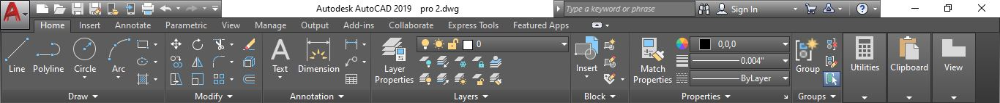 A Autodesk AutoCAD 2019 pro 2.dwg Type a keyword or phrase Sign In ?
Home Insert Annotate Parametric View Manage Output Add-ins Collaborate Express Tools Featured Apps
0
0,0,0
0.004"
ByLayer
Line Polyline Circle Arc
A
Text Dimension
Layer Properties
Insert
Match Properties
Group
Utilities Clipboard View
Draw Modify Annotation Layers Block Properties Groups